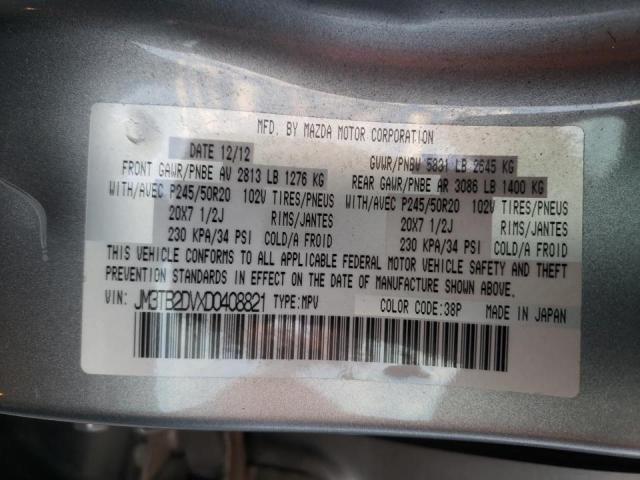 MFD. BY MAZDA MOTOR CORPORATION
DATE 12/12 GVWR/PNBV 5831 LB 2645 KG
FRONT GAWR/PNBE AV 2813 LB 1276 KG REAR GAWR/PNBE AR 3086 LB 1400 KG
WITH/AVEC P245/50R20 102V TIRES/PNEUS WITH/AVEC P245/50R20 102V TIRES/PNEUS
20X7 1/2J RIMS/JANTES 20X7 1/2J RIMS/JANTES
230 KPA/34 PSI COLD/A FROID 230 KPA/34 PSI COLD/A FROID
THIS VEHICLE CONFORMS TO ALL APPLICABLE FEDERAL MOTOR VEHICLE SAFETY AND THEFT
PREVENTION STANDARDS IN EFFECT ON THE DATE OF MANUFACTURE SHOWN ABOVE.
VIN: JM3TB2DVXD0408821 TYPE:MPV COLOR CODE:38P MADE IN JAPAN